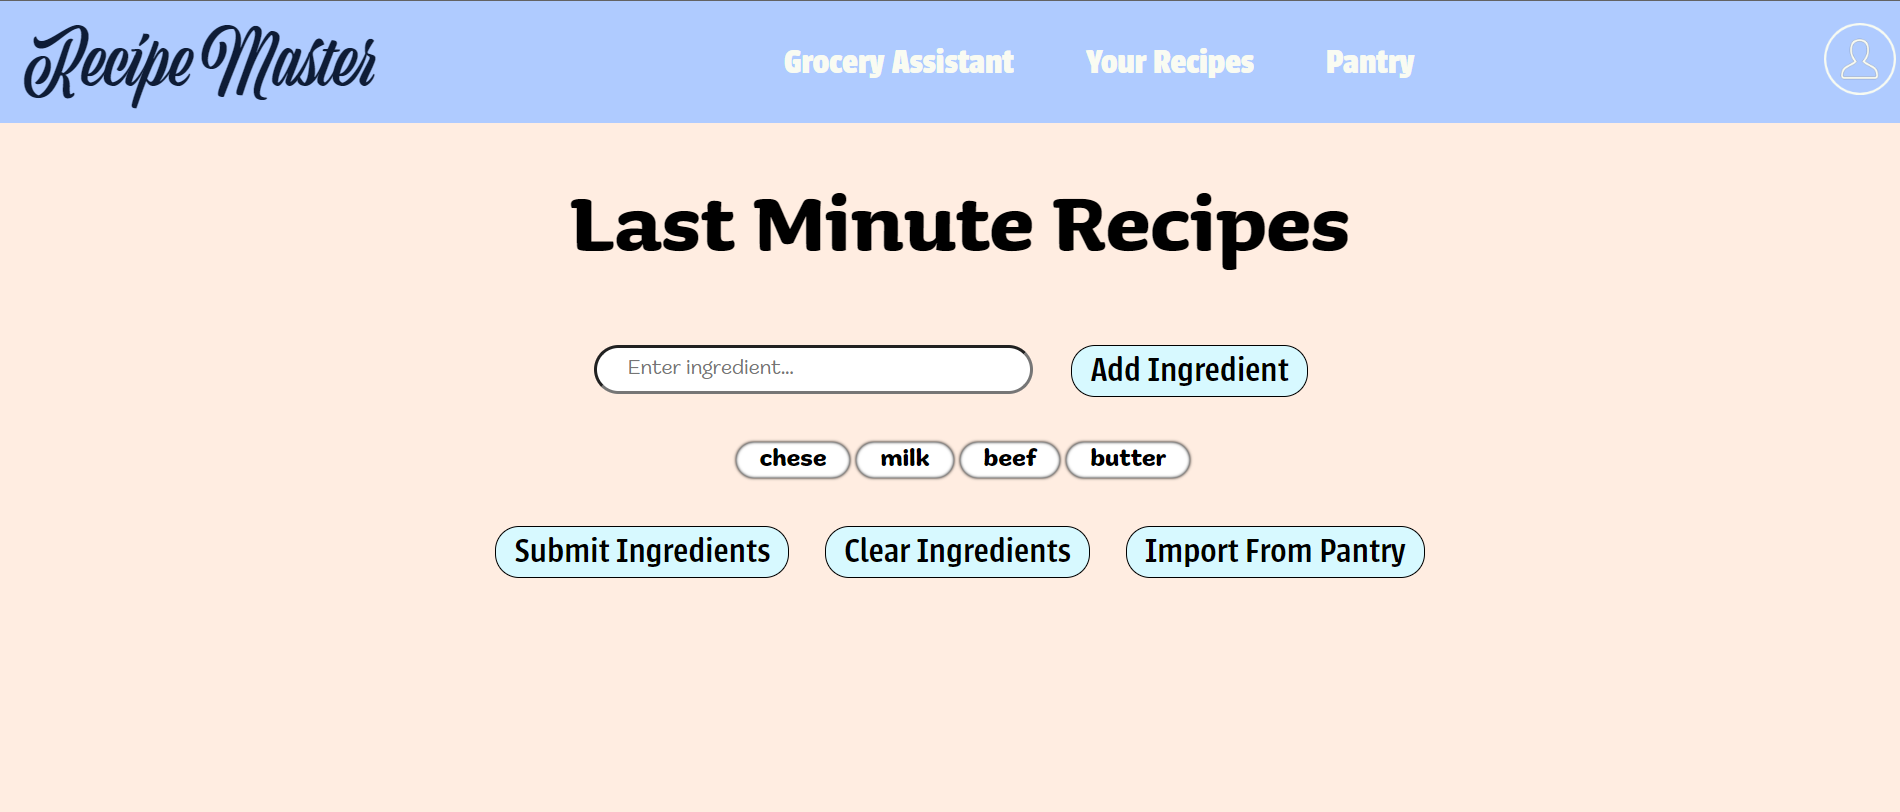 Recipe Master Grocery Assistant Your Recipes Pantry
Last Minute Recipes
Enter ingredient... Add Ingredient
chese milk beef butter
Submit Ingredients Clear Ingredients Import From Pantry